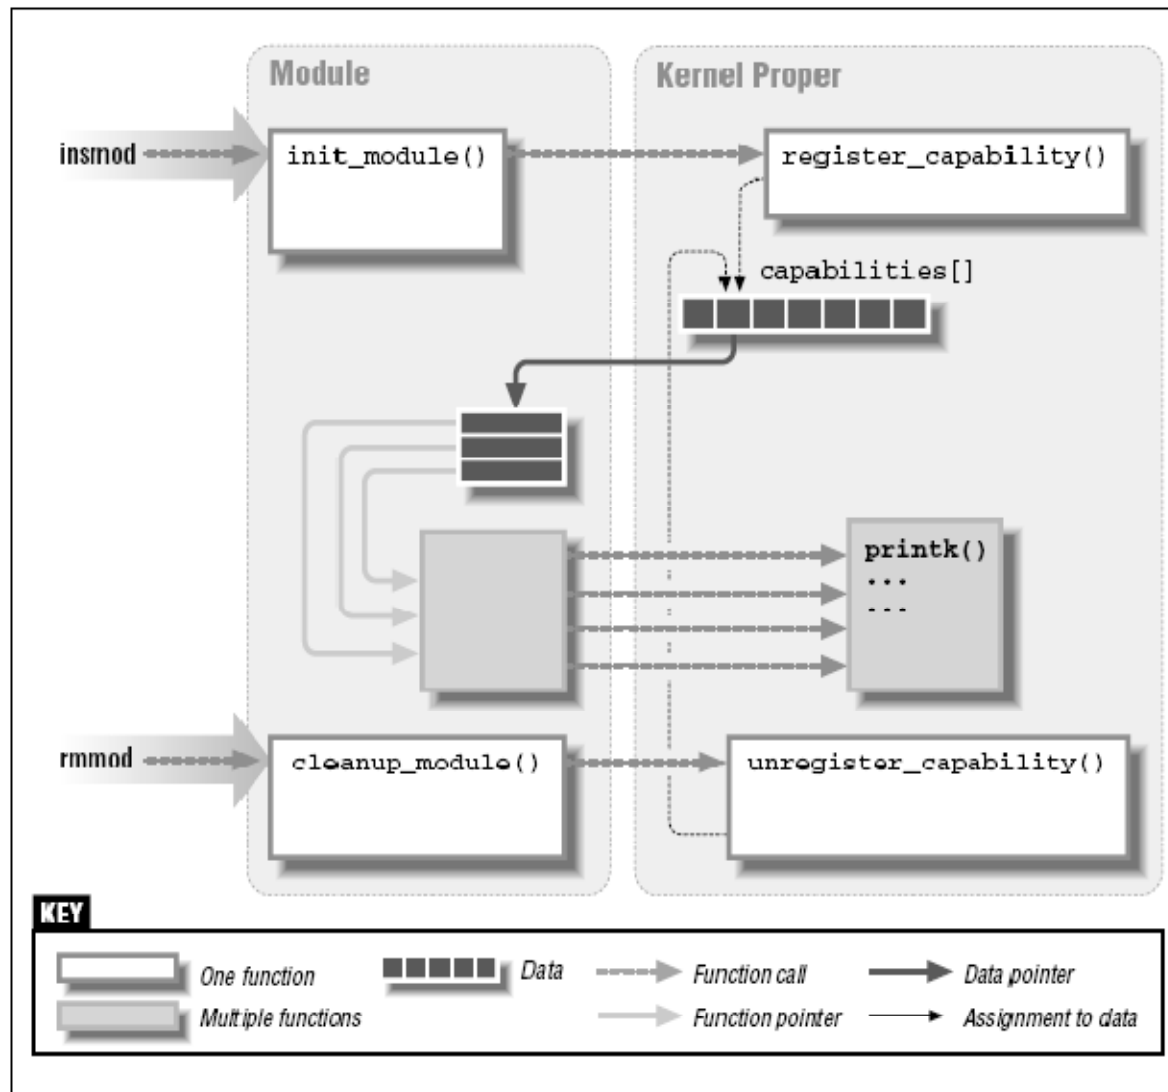 Module
Kernel Proper
insmod
init_module()
register_capability()
capabilities[]
printk()
...
---
rmmod
cleanup_module()
unregister_capability()
KEY
One function
Data
Function call
Data pointer
Multiple functions
Function pointer
Assignment to data